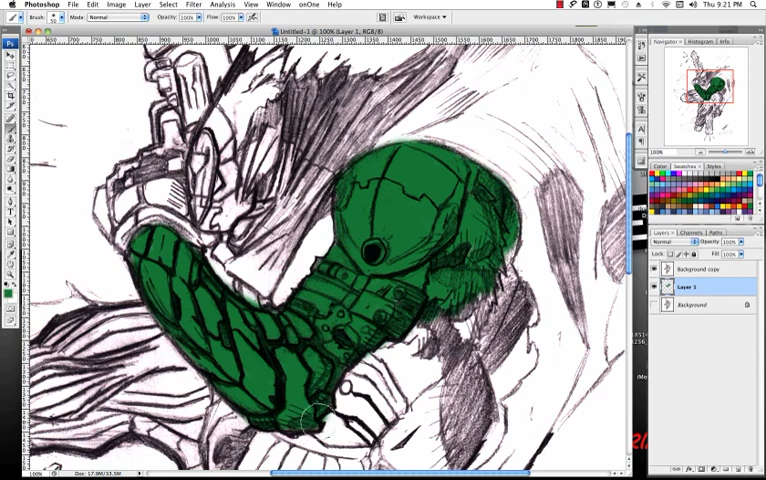 Photoshop File Edit Image Layer Select Filter Analysis View Window onOne Help Thu 9:21 PM
Brush: Mode: Normal Opacity: 100% Flow: 100% Workspace
Untitled-1 @ 100% (Layer 1, RGB/8)
Navigator Histogram Info
100%
Color Swatches Styles
Layers Channels Paths
Normal Opacity: 100%
Lock: Fill: 100%
Background copy
Layer 1
Background
100% Doc: 17.8M/33.5M